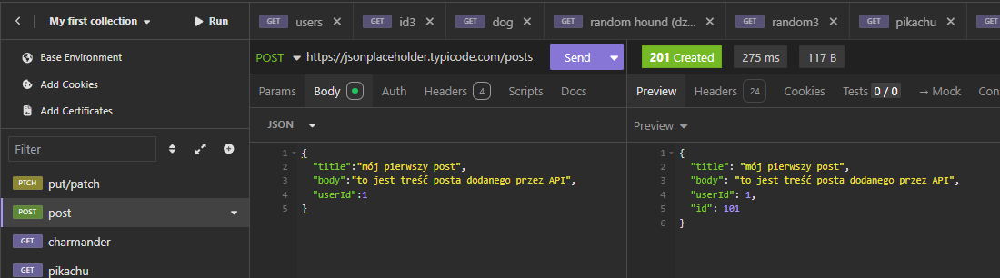 My first collection Run
Base Environment
Add Cookies
Add Certificates
Filter
PTCH put/patch
POST post
GET charmander
GET pikachu
GET users GET id3 GET dog GET random hound (dz... GET random3 GET pikachu
POST https://jsonplaceholder.typicode.com/posts Send
Params Body Auth Headers 4 Scripts Docs
JSON
1 {
2 "title":"mój pierwszy post",
3 "body":"to jest treść posta dodanego przez API",
4 "userId":1
5 }
201 Created 275 ms 117 B
Preview Headers 24 Cookies Tests 0 / 0 → Mock Con
Preview
1 {
2 "title": "mój pierwszy post",
3 "body": "to jest treść posta dodanego przez API",
4 "userId": 1,
5 "id": 101
6 }